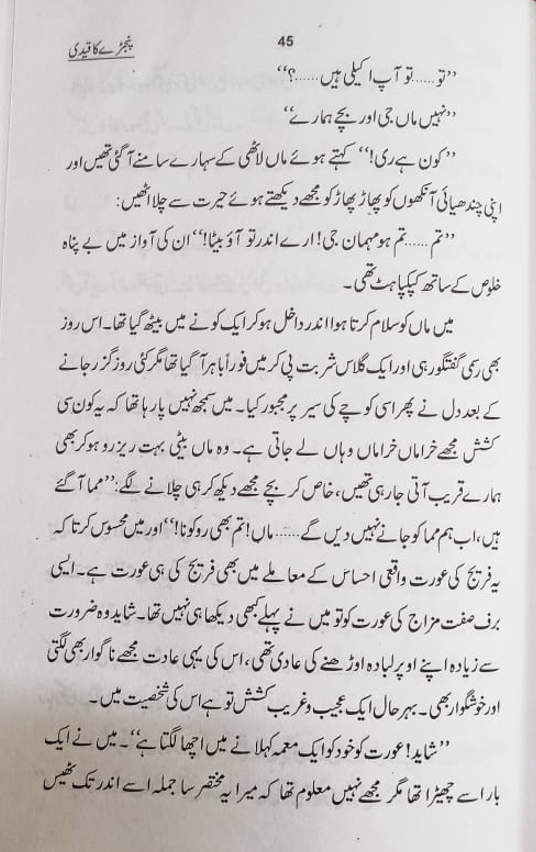 45
پنجڑے کا قیدی
”تو......تو آپ اکیلی ہیں......؟“
”نہیں ماں جی اور بچے ہمارے“
”کون ہے ری!“ کہتے ہوئے ماں لاٹھی کے سہارے سامنے آ گئی تھیں اور
اپنی چندھیائی آنکھوں کو پھاڑ پھاڑ کو مجھے دیکھتے ہوئے حیرت سے چلا اٹھیں:
”تم......تم ہو مہمان جی! ارے اندر تو آؤ بیٹا!“ ان کی آواز میں بے پناہ
خلوص کے ساتھ کپکپاہٹ تھی۔
میں ماں کو سلام کرتا ہوا اندر داخل ہو کر ایک کونے میں بیٹھ گیا تھا۔ اس روز
بھی رسمی گفتگو رہی اور ایک گلاس شربت پی کر میں فوراً باہر آ گیا تھا مگر کئی روز گزر جانے
کے بعد دل نے پھر اسی کوچے کی سیر پر مجبور کیا۔ میں سمجھ نہیں پا رہا تھا کہ یہ کون سی
کشش مجھے خراماں خراماں وہاں لے جاتی ہے۔ وہ ماں بیٹی بہت ریزرو ہو کر بھی
ہمارے قریب آتی جا رہی تھیں، خاص کر بچے مجھے دیکھ کر ہی چلانے لگے: ”مما آ گئے
ہیں، اب ہم مما کو جانے نہیں دیں گے......ماں! تم بھی روکونا!“ اور میں محسوس کرتا کہ
یہ فریج کی عورت واقعی احساس کے معاملے میں بھی فریج کی ہی عورت ہے۔ ایسی
برف صفت مزاج کی عورت کو تو میں نے پہلے کبھی دیکھا ہی نہیں تھا۔ شاید وہ ضرورت
سے زیادہ اپنے اوپر لبادہ اوڑھنے کی عادی تھی، اس کی یہی عادت مجھے ناگوار بھی لگتی
اور خوشگوار بھی۔ بہر حال ایک عجیب و غریب کشش تو ہے اس کی شخصیت میں۔
”شاید! عورت کو خود کو ایک معمہ کہلانے میں اچھا لگتا ہے“۔ میں نے ایک
بار اسے چھیڑا تھا مگر مجھے نہیں معلوم تھا کہ میرا یہ مختصر سا جملہ اسے اندر تک ٹھیس